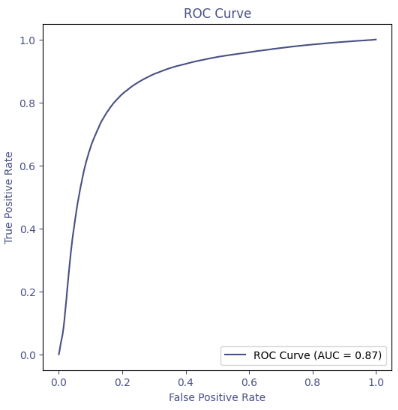 ROC Curve
1.0
0.8
0.6
0.4
0.2
0.0
True Positive Rate
ROC Curve (AUC = 0.87)
0.0 0.2 0.4 0.6 0.8 1.0
False Positive Rate